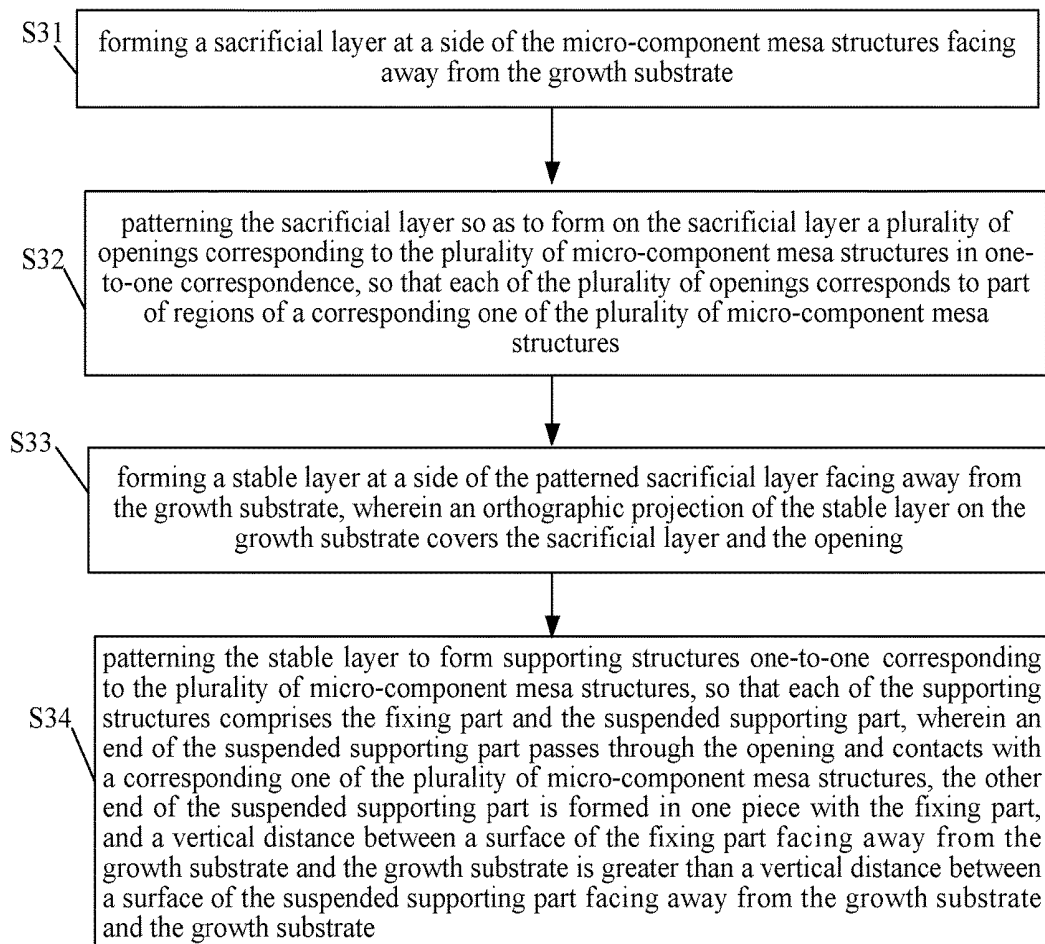 S31
forming a sacrificial layer at a side of the micro-component mesa structures facing
away from the growth substrate
S32
patterning the sacrificial layer so as to form on the sacrificial layer a plurality of
openings corresponding to the plurality of micro-component mesa structures in one-
to-one correspondence, so that each of the plurality of openings corresponds to part
of regions of a corresponding one of the plurality of micro-component mesa
structures
S33
forming a stable layer at a side of the patterned sacrificial layer facing away from
the growth substrate, wherein an orthographic projection of the stable layer on the
growth substrate covers the sacrificial layer and the opening
S34
patterning the stable layer to form supporting structures one-to-one corresponding
to the plurality of micro-component mesa structures, so that each of the supporting
structures comprises the fixing part and the suspended supporting part, wherein an
end of the suspended supporting part passes through the opening and contacts with
a corresponding one of the plurality of micro-component mesa structures, the other
end of the suspended supporting part is formed in one piece with the fixing part,
and a vertical distance between a surface of the fixing part facing away from the
growth substrate and the growth substrate is greater than a vertical distance between
a surface of the suspended supporting part facing away from the growth substrate
and the growth substrate